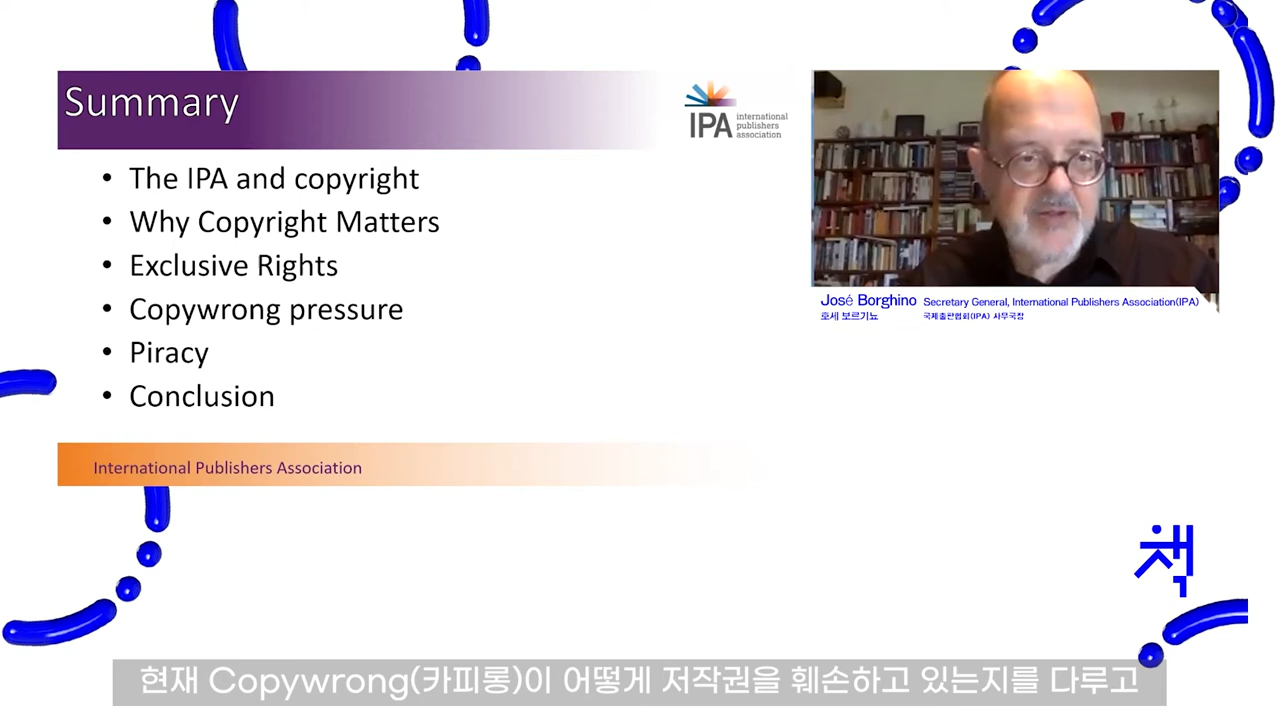 Summary
IPA international publishers association
• The IPA and copyright
• Why Copyright Matters
• Exclusive Rights
• Copywrong pressure
• Piracy
• Conclusion
International Publishers Association
José Borghino Secretary General, International Publishers Association(IPA)
호세 보르기뇨 국제출판협회(IPA) 사무국장
책
현재 Copywrong(카피롱)이 어떻게 저작권을 훼손하고 있는지를 다루고